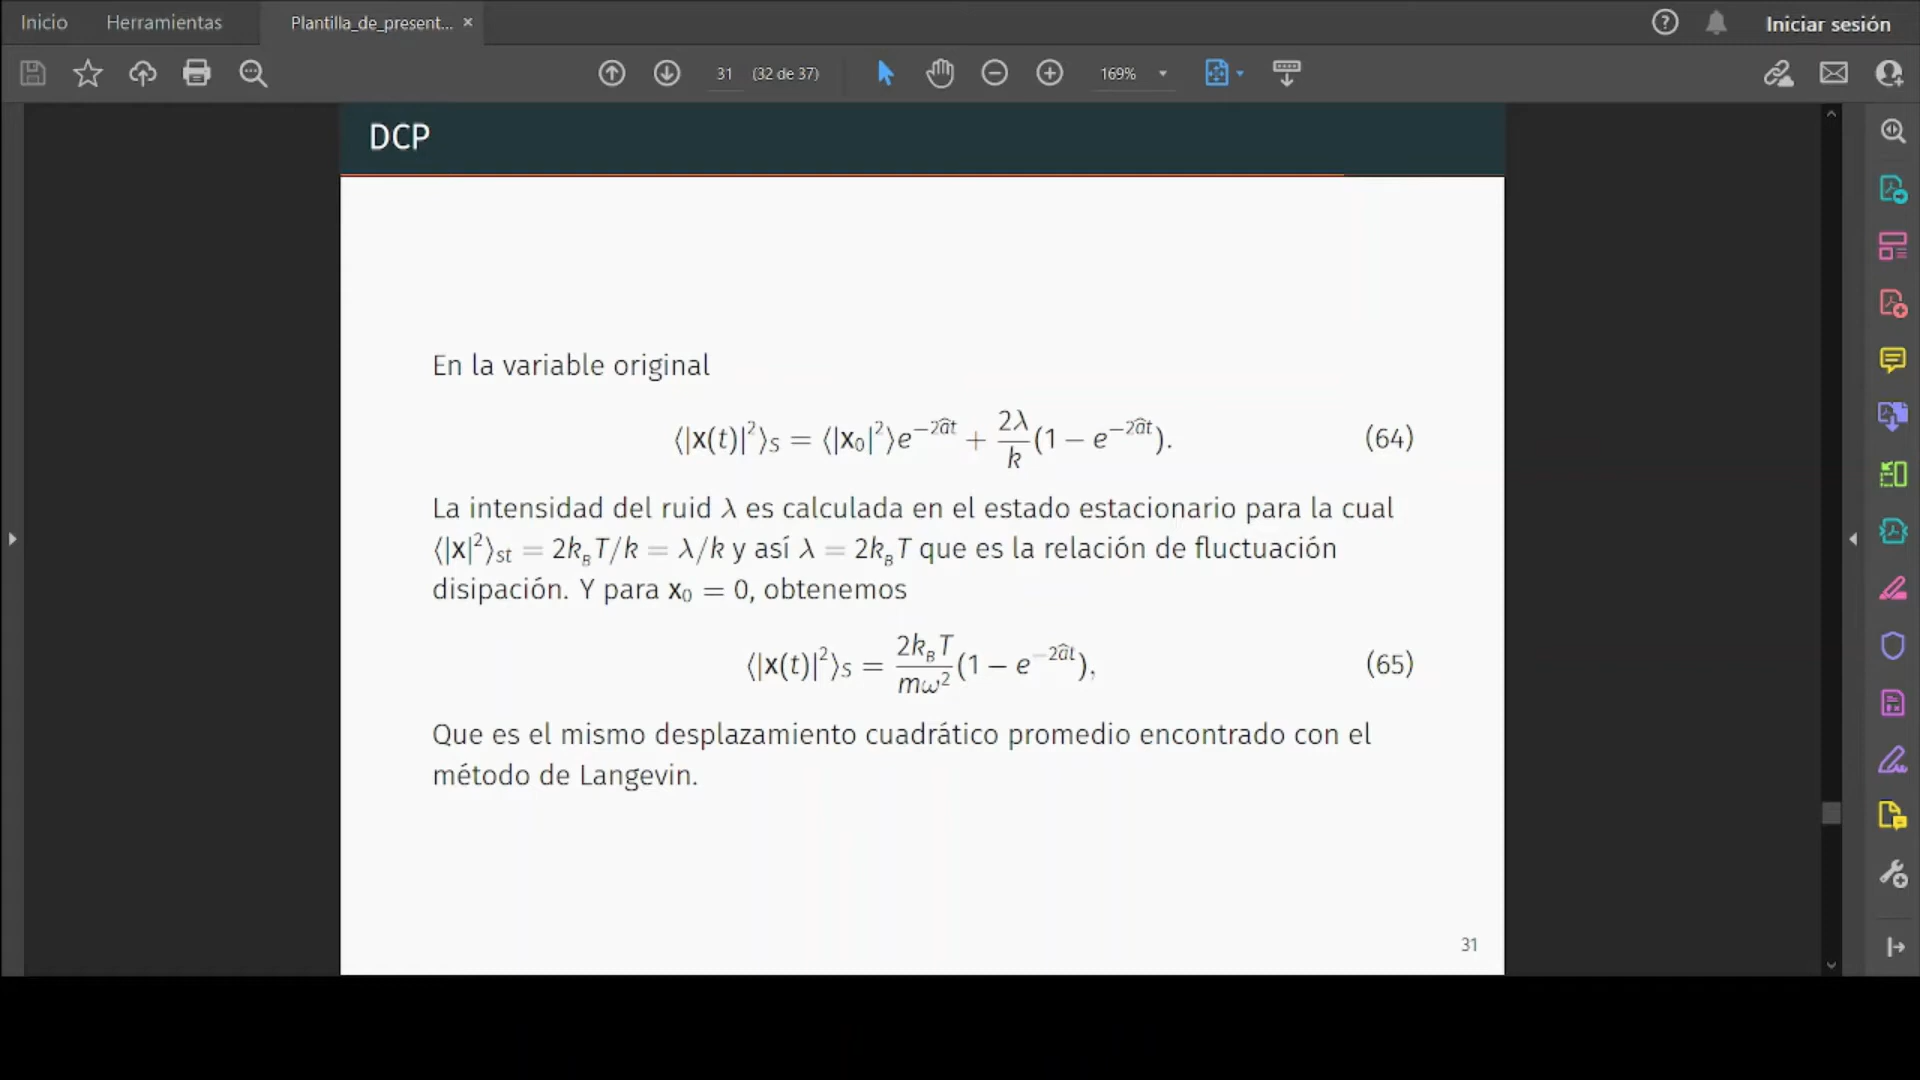 Inicio Herramientas Plantilla_de_present... × Iniciar sesión
31 (32 de 37) 169%
DCP
En la variable original
⟨|x(t)|²⟩_S = ⟨|x₀|²⟩e^{−2ât} + 2λ/k (1 − e^{−2ât}). (64)
La intensidad del ruid λ es calculada en el estado estacionario para la cual
⟨|x|²⟩_{st} = 2k_BT/k = λ/k y así λ = 2k_BT que es la relación de fluctuación
disipación. Y para x₀ = 0, obtenemos
⟨|x(t)|²⟩_S = 2k_BT/mω² (1 − e^{−2ât}), (65)
Que es el mismo desplazamiento cuadrático promedio encontrado con el
método de Langevin.
31